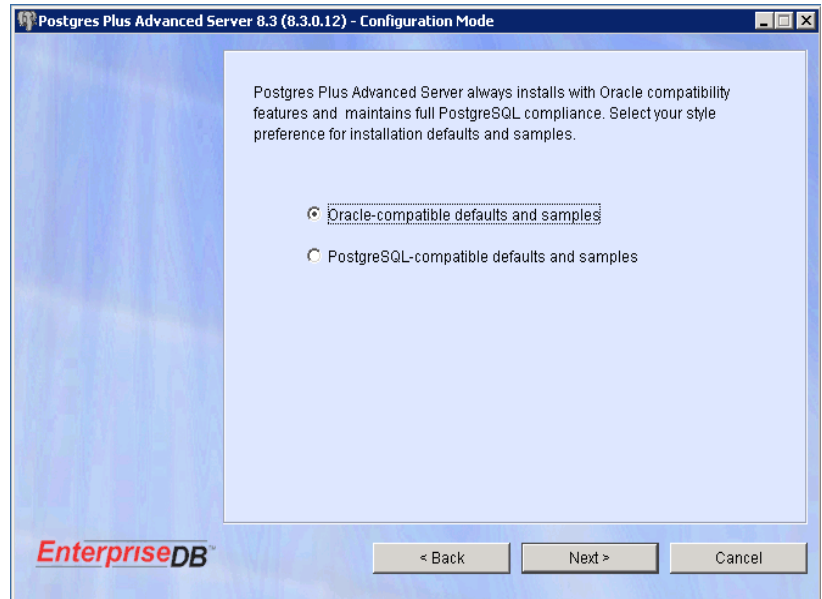 Postgres Plus Advanced Server 8.3 (8.3.0.12) - Configuration Mode
Postgres Plus Advanced Server always installs with Oracle compatibility
features and maintains full PostgreSQL compliance. Select your style
preference for installation defaults and samples.
Oracle-compatible defaults and samples
PostgreSQL-compatible defaults and samples
EnterpriseDB™
< Back
Next >
Cancel